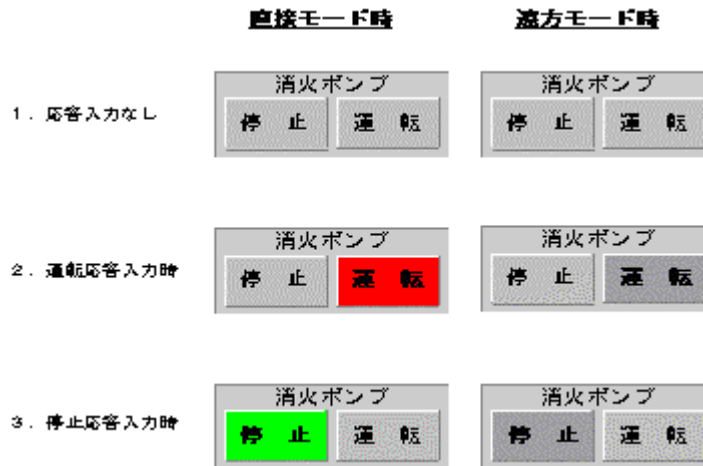 直接モード時 遠方モード時
1．応答入力なし
消火ポンプ 消火ポンプ
停 止 運 転 停 止 運 転
2．運転応答入力時
消火ポンプ 消火ポンプ
停 止 運 転 停 止 運 転
3．停止応答入力時
消火ポンプ 消火ポンプ
停 止 運 転 停 止 運 転